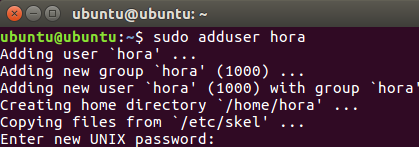 ubuntu@ubuntu: ~
ubuntu@ubuntu:~$ sudo adduser hora
Adding user `hora' ...
Adding new group `hora' (1000) ...
Adding new user `hora' (1000) with group `hora'
Creating home directory `/home/hora' ...
Copying files from `/etc/skel' ...
Enter new UNIX password: